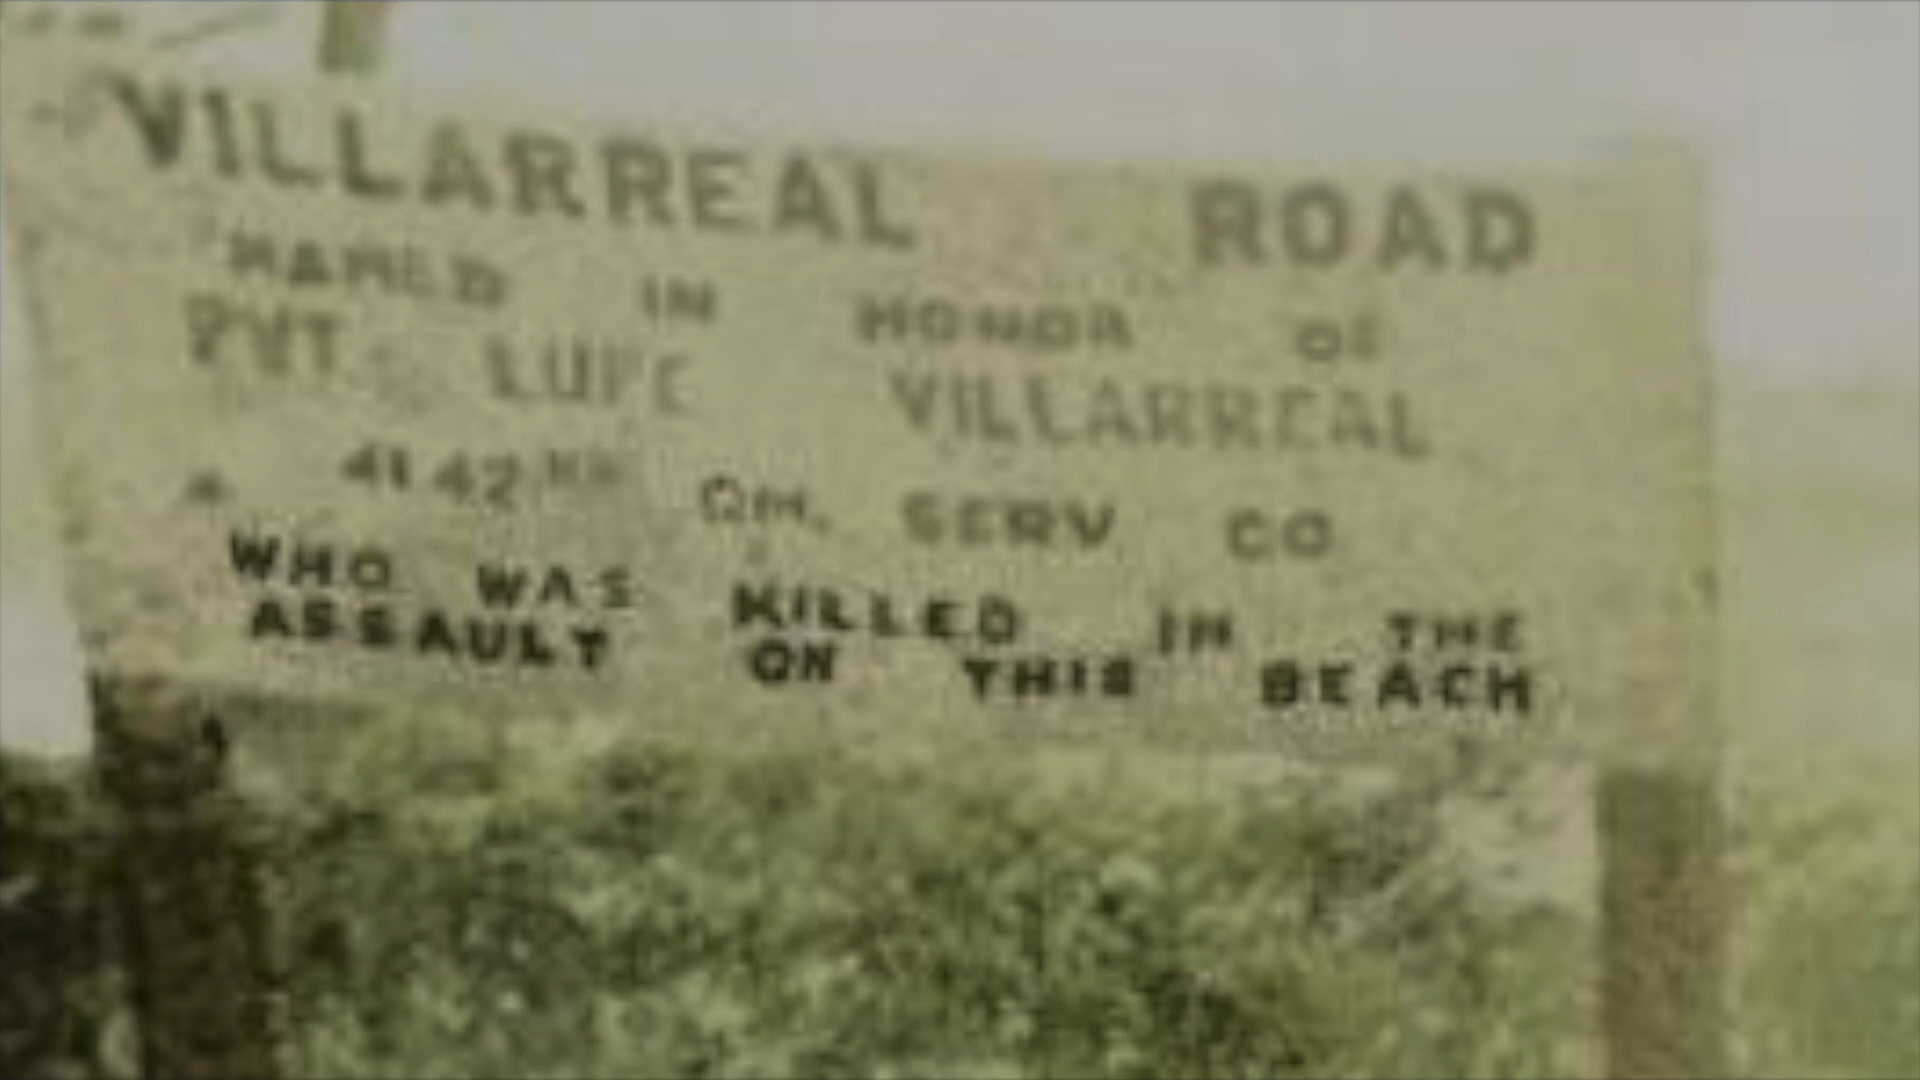 VILLARREAL ROAD
NAMED IN HONOR OF
PVT LUPE VILLARREAL
4142ND QM. SERV CO
WHO WAS KILLED IN THE
ASSAULT ON THIS BEACH